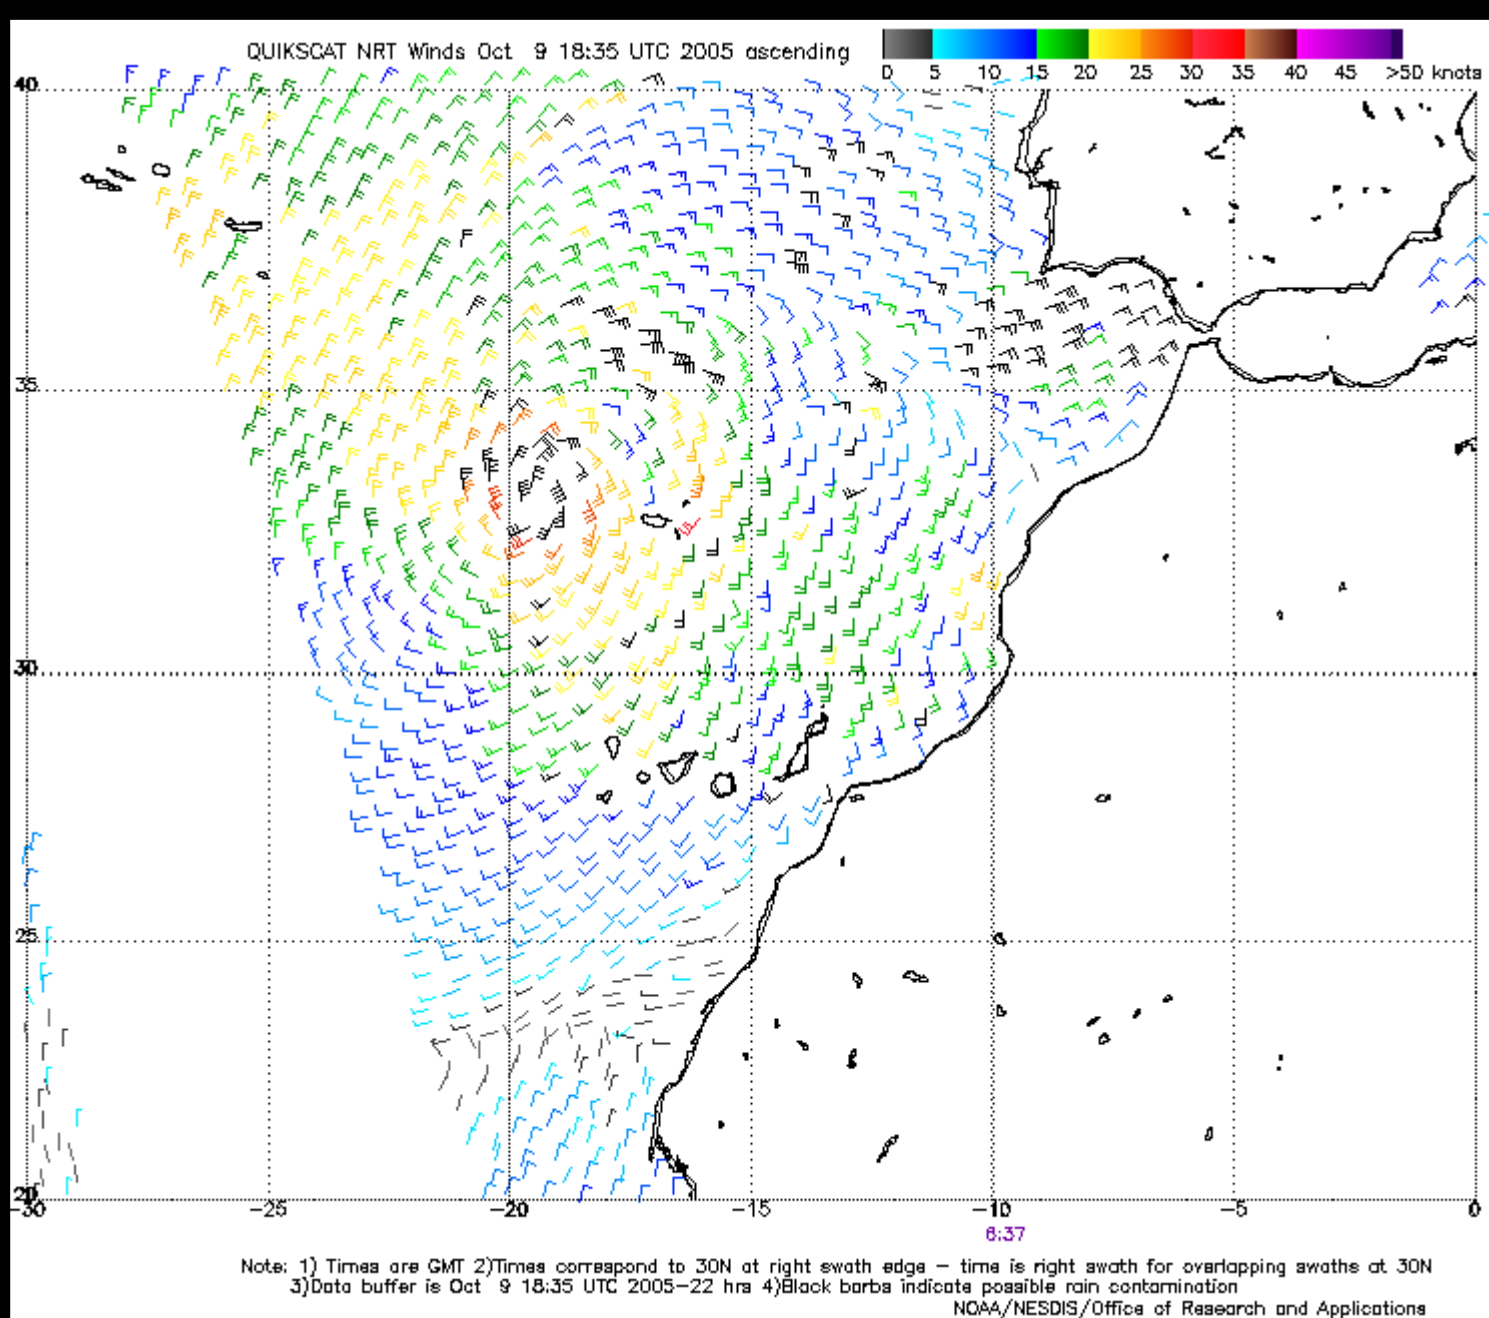 QUIKSCAT NRT Winds Oct 9 18:35 UTC 2005 ascending
0 5 10 15 20 25 30 35 40 45 >50 knots
40
35
30
25
20
-30 -25 -20 -15 -10 -5 0
6:37
Note: 1) Times are GMT 2)Times correspond to 30N at right swath edge - time is right swath for overlapping swaths at 30N
3)Data buffer is Oct 9 18:35 UTC 2005-22 hrs 4)Black barbs indicate possible rain contamination
NOAA/NESDIS/Office of Research and Applications